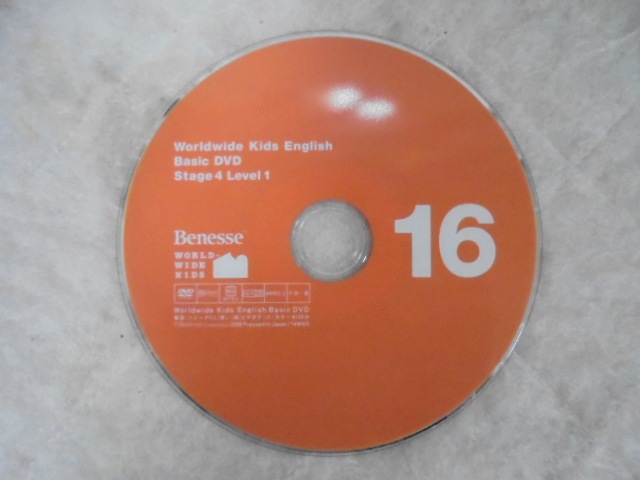 Worldwide Kids English
Basic DVD
Stage 4 Level 1
16
Benesse
WORLD-
WIDE
KIDS
DVD
Worldwide Kids English Basic DVD